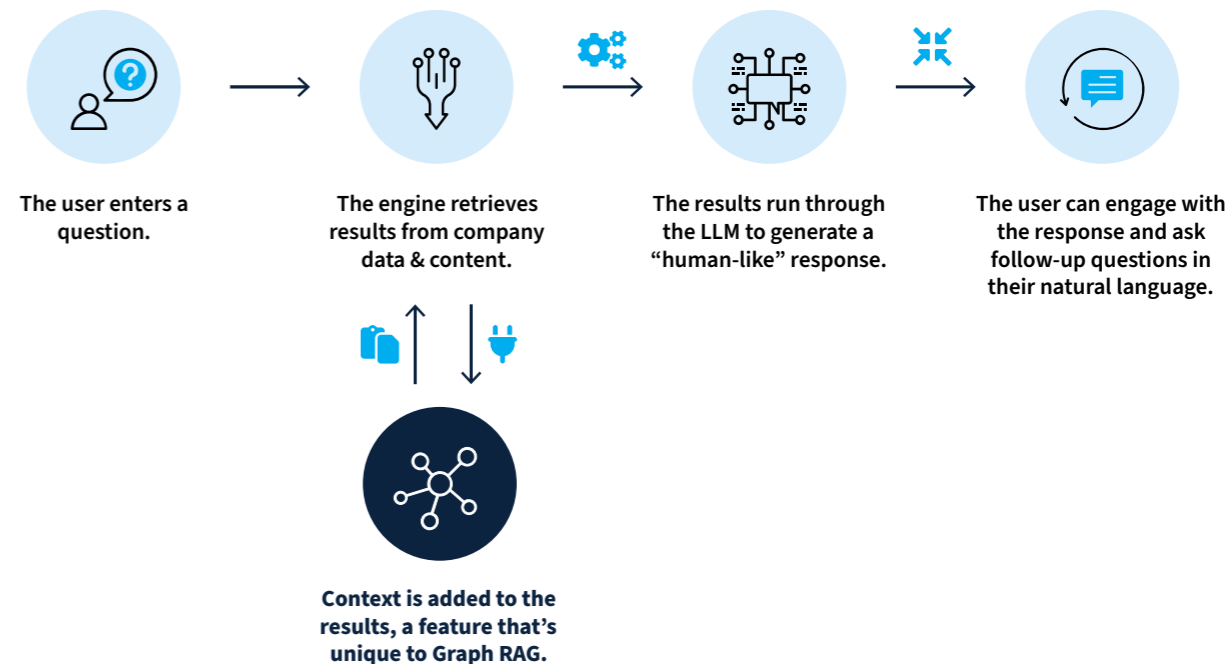 ?
The user enters a
question.
The engine retrieves
results from company
data & content.
The results run through
the LLM to generate a
“human-like” response.
The user can engage with
the response and ask
follow-up questions in
their natural language.
Context is added to the
results, a feature that’s
unique to Graph RAG.